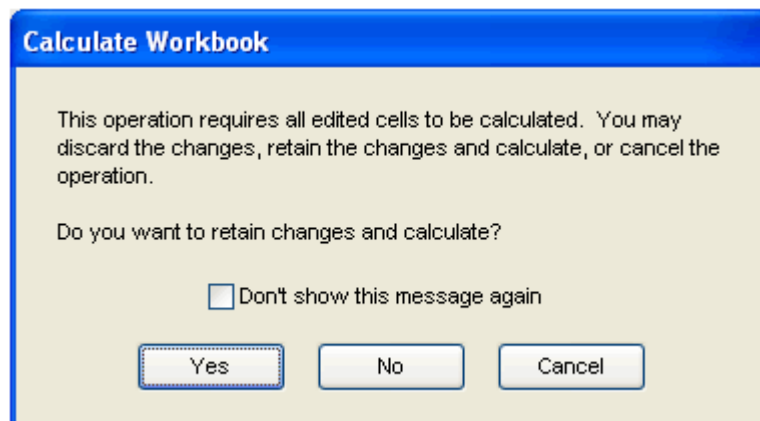 Calculate Workbook
This operation requires all edited cells to be calculated.  You may
discard the changes, retain the changes and calculate, or cancel the
operation.
Do you want to retain changes and calculate?
Don't show this message again
Yes No Cancel